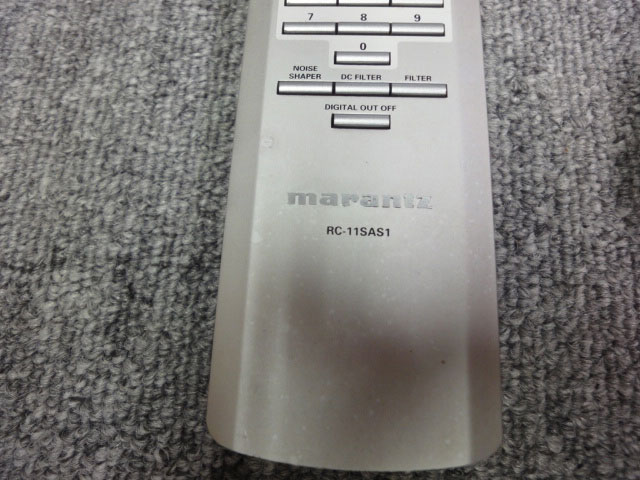 7 8 9
0
NOISE
SHAPER DC FILTER FILTER
DIGITAL OUT OFF
marantz
RC-11SAS1